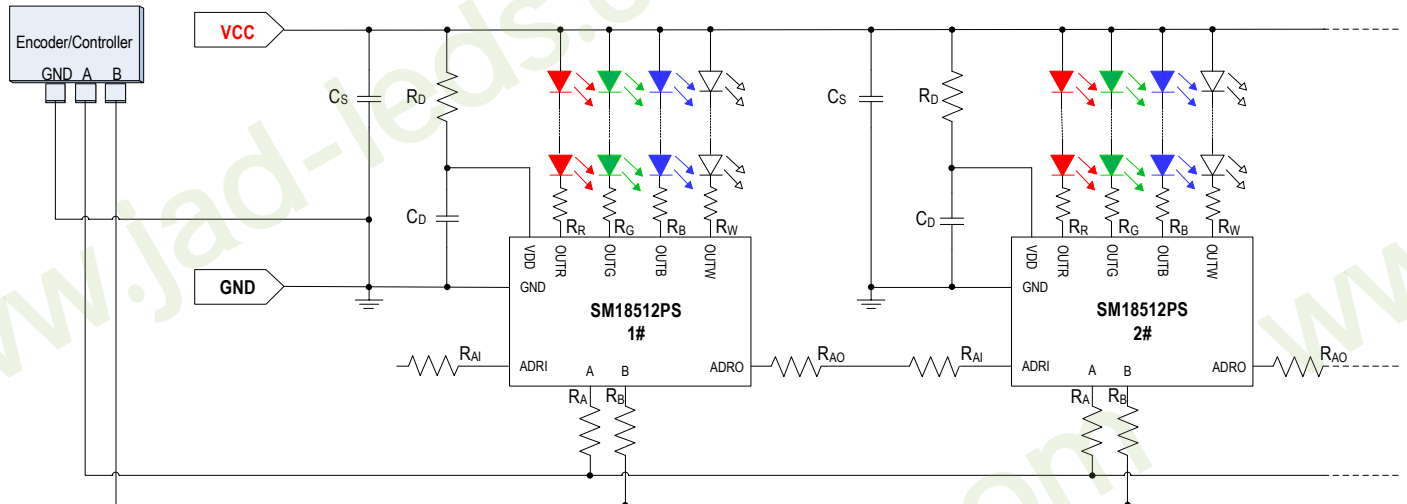 www.jad-leds.com
Encoder/Controller
GND A B
VCC
CS
RD
CD
RR
RG
RB
RW
VDD
OUTR
OUTG
OUTB
OUTW
GND
GND
SM18512PS
1#
RAI
ADRI
A
B
ADRO
RAO
RA
RB
CS
RD
CD
RR
RG
RB
RW
VDD
OUTR
OUTG
OUTB
OUTW
GND
SM18512PS
2#
RAI
ADRI
A
B
ADRO
RAO
RA
RB